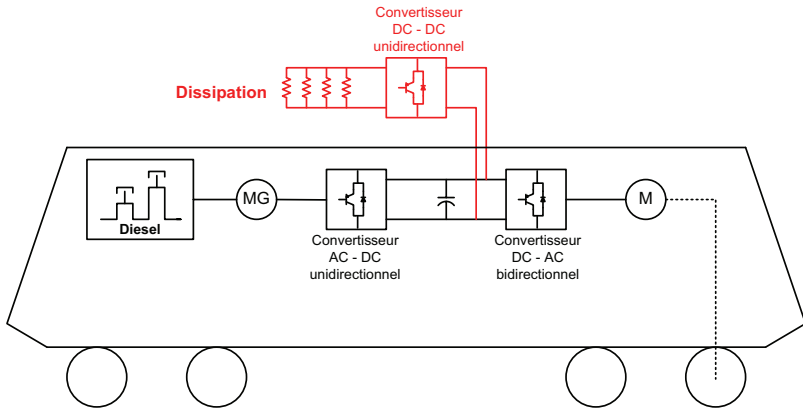 Convertisseur
DC - DC
unidirectionnel
Dissipation
Diesel
MG
M
Convertisseur
AC - DC
unidirectionnel
Convertisseur
DC - AC
bidirectionnel